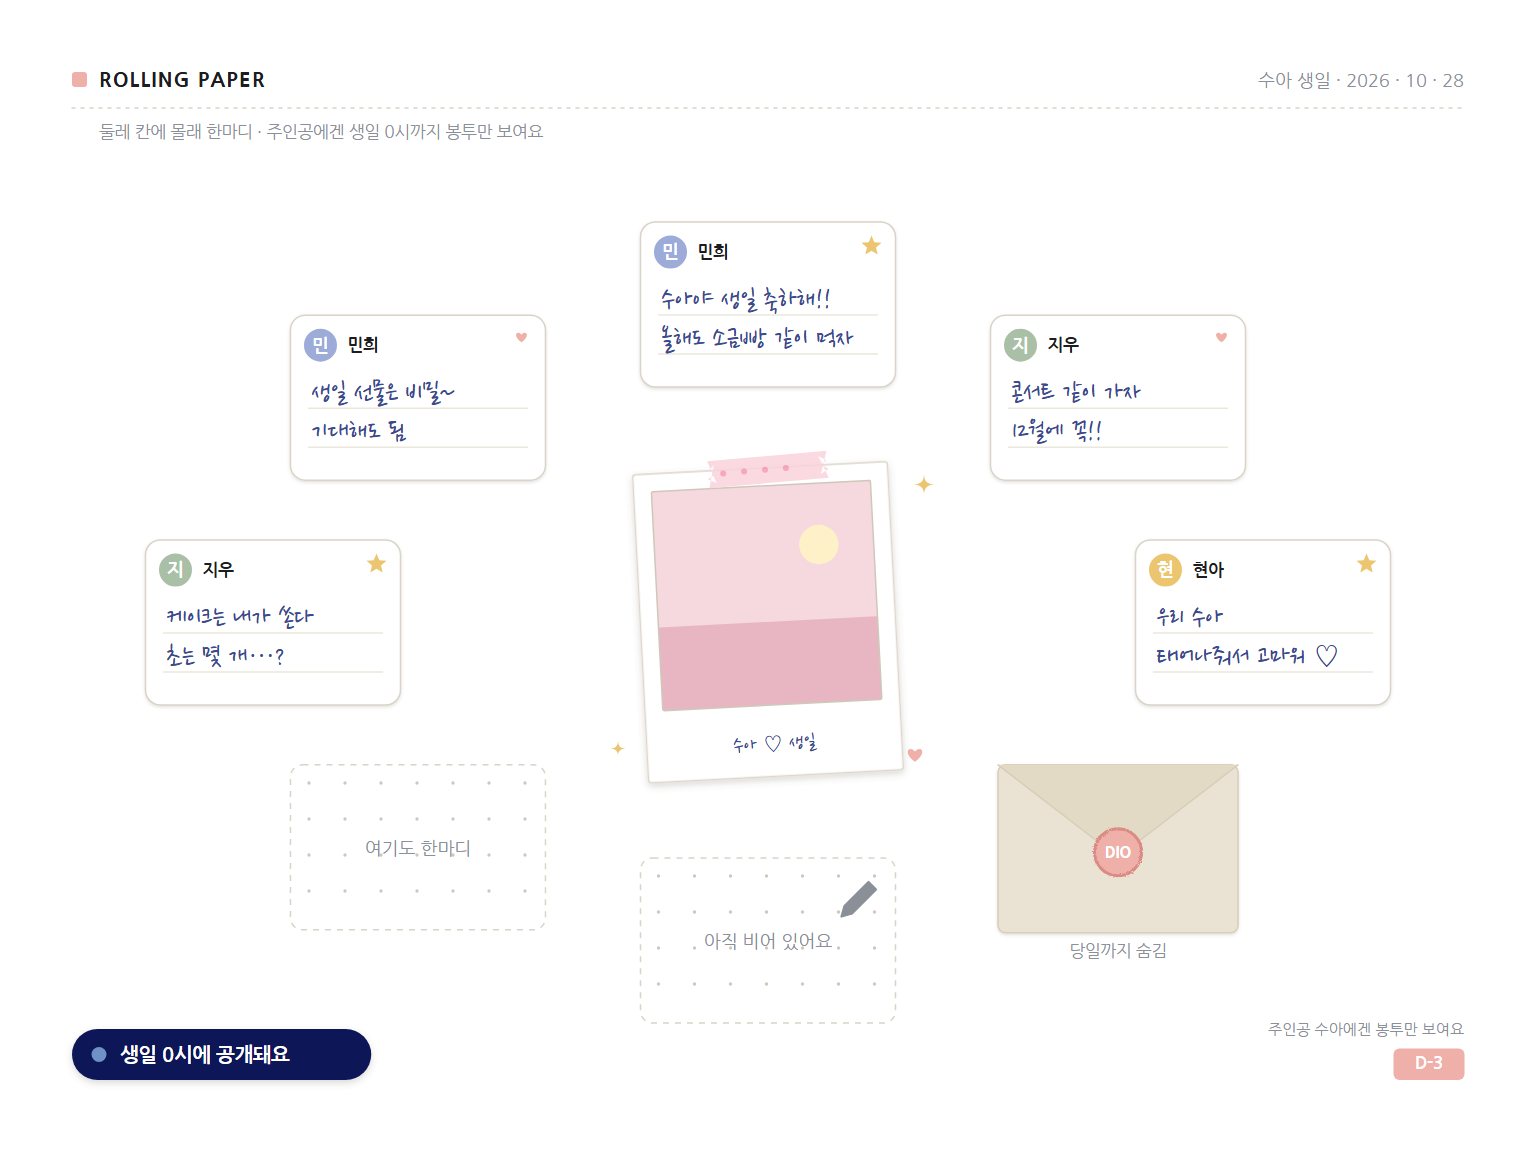 ROLLING PAPER
수아 생일 · 2026 · 10 · 28
둘레 칸에 몰래 한마디 · 주인공에겐 생일 0시까지 봉투만 보여요
민 민희
수아야 생일 축하해!!
올해도 소금빵 같이 먹자
민 민희
생일 선물은 비밀~
기대해도 됨
지 지우
콘서트 같이 가자
12월에 꼭!!
지 지우
케이크는 내가 쏜다
초는 몇 개···?
현 현아
우리 수아
태어나줘서 고마워 ♡
수아 ♡ 생일
여기도 한마디
아직 비어 있어요
DIO
당일까지 숨김
생일 0시에 공개돼요
주인공 수아에겐 봉투만 보여요
D-3